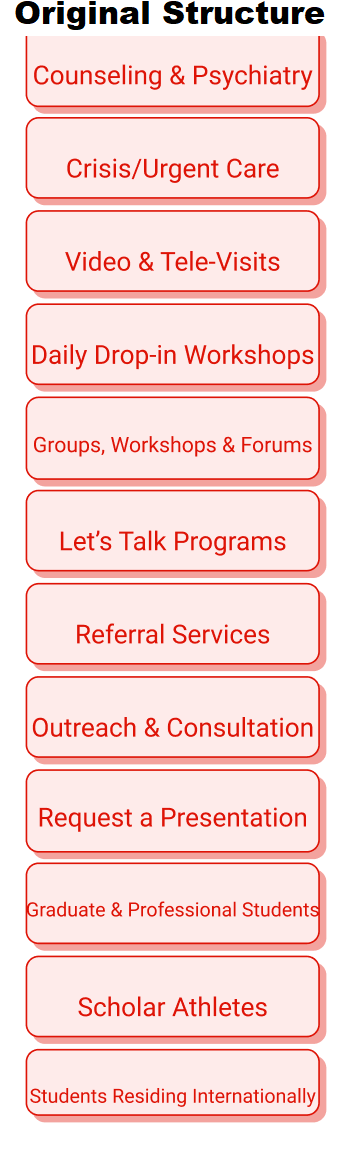 Original Structure
Counseling & Psychiatry
Crisis/Urgent Care
Video & Tele-Visits
Daily Drop-in Workshops
Groups, Workshops & Forums
Let’s Talk Programs
Referral Services
Outreach & Consultation
Request a Presentation
Graduate & Professional Students
Scholar Athletes
Students Residing Internationally